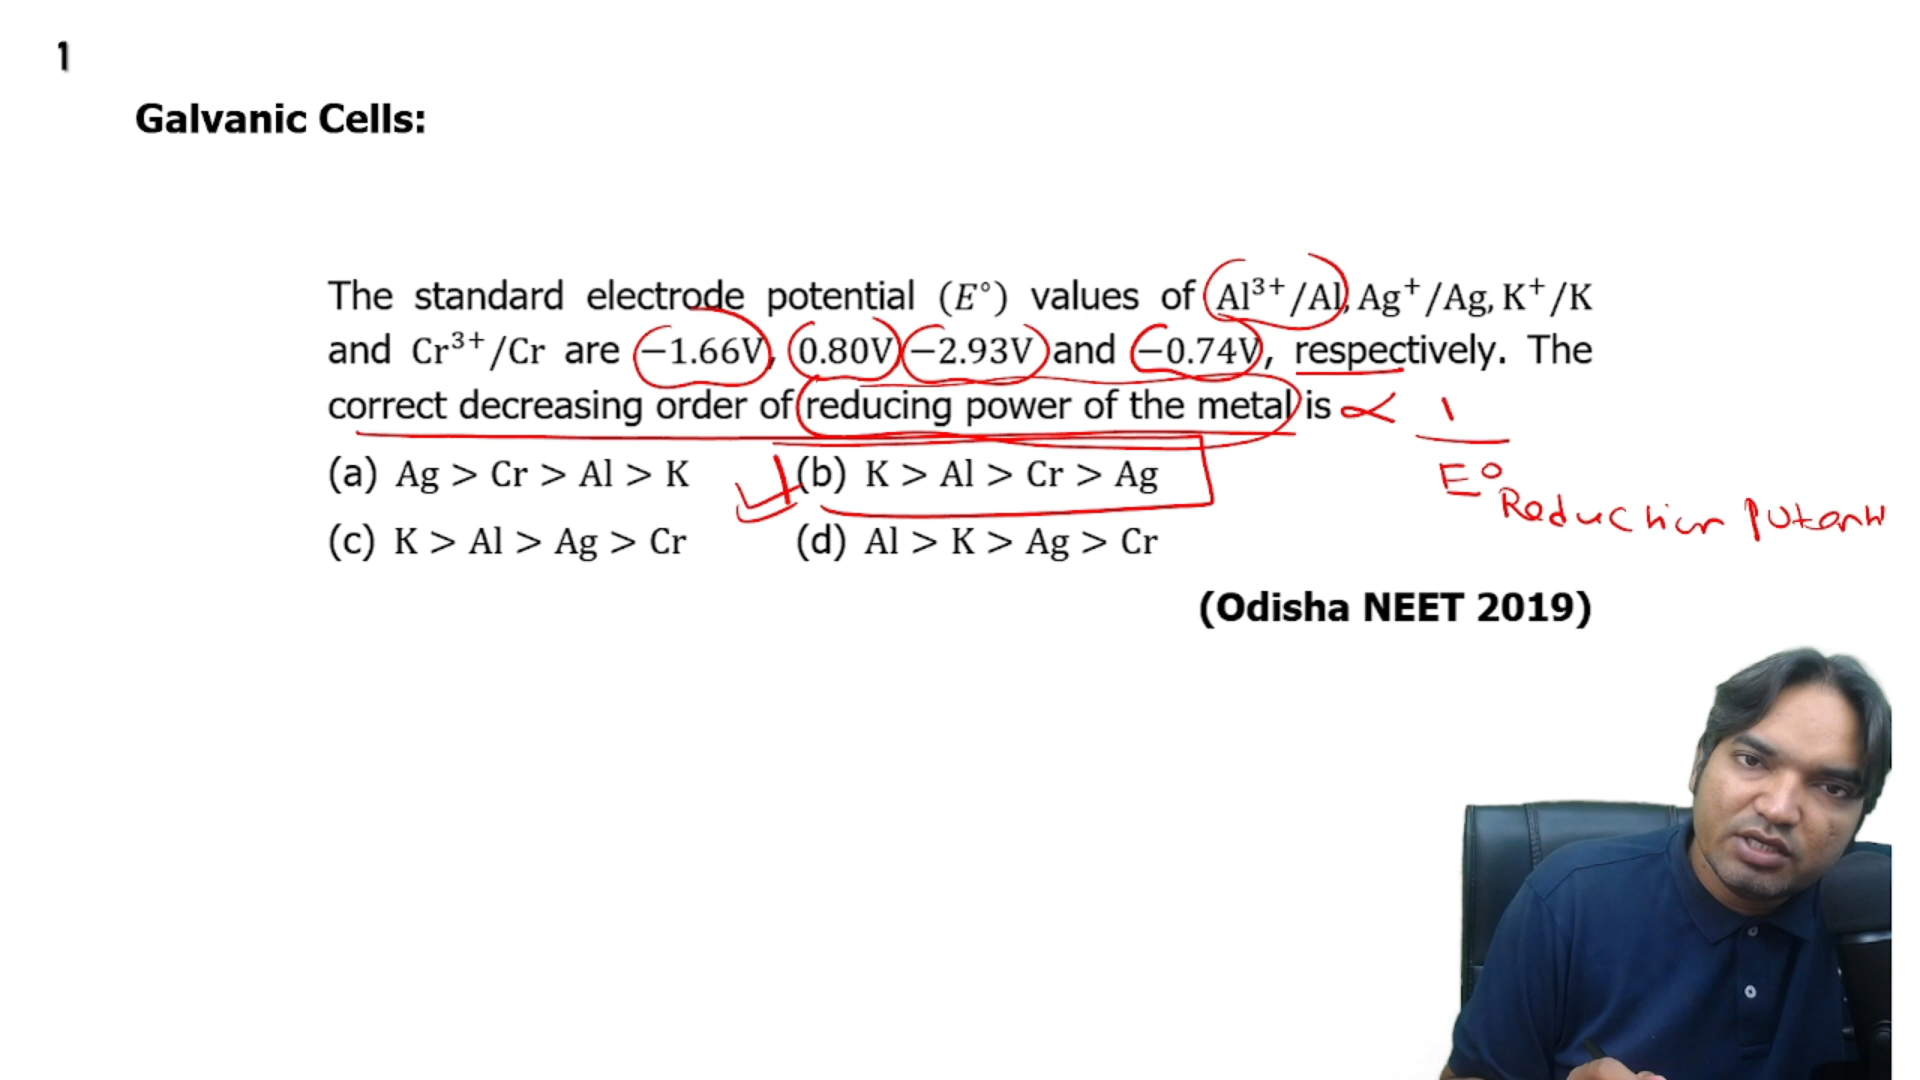 1
Galvanic Cells:
The standard electrode potential (E°) values of Al³⁺/Al, Ag⁺/Ag, K⁺/K
and Cr³⁺/Cr are −1.66V, 0.80V, −2.93V and −0.74V, respectively. The
correct decreasing order of reducing power of the metal is ∝ 1
E°
Reduction
(a) Ag > Cr > Al > K (b) K > Al > Cr > Ag
(c) K > Al > Ag > Cr (d) Al > K > Ag > Cr
(Odisha NEET 2019)